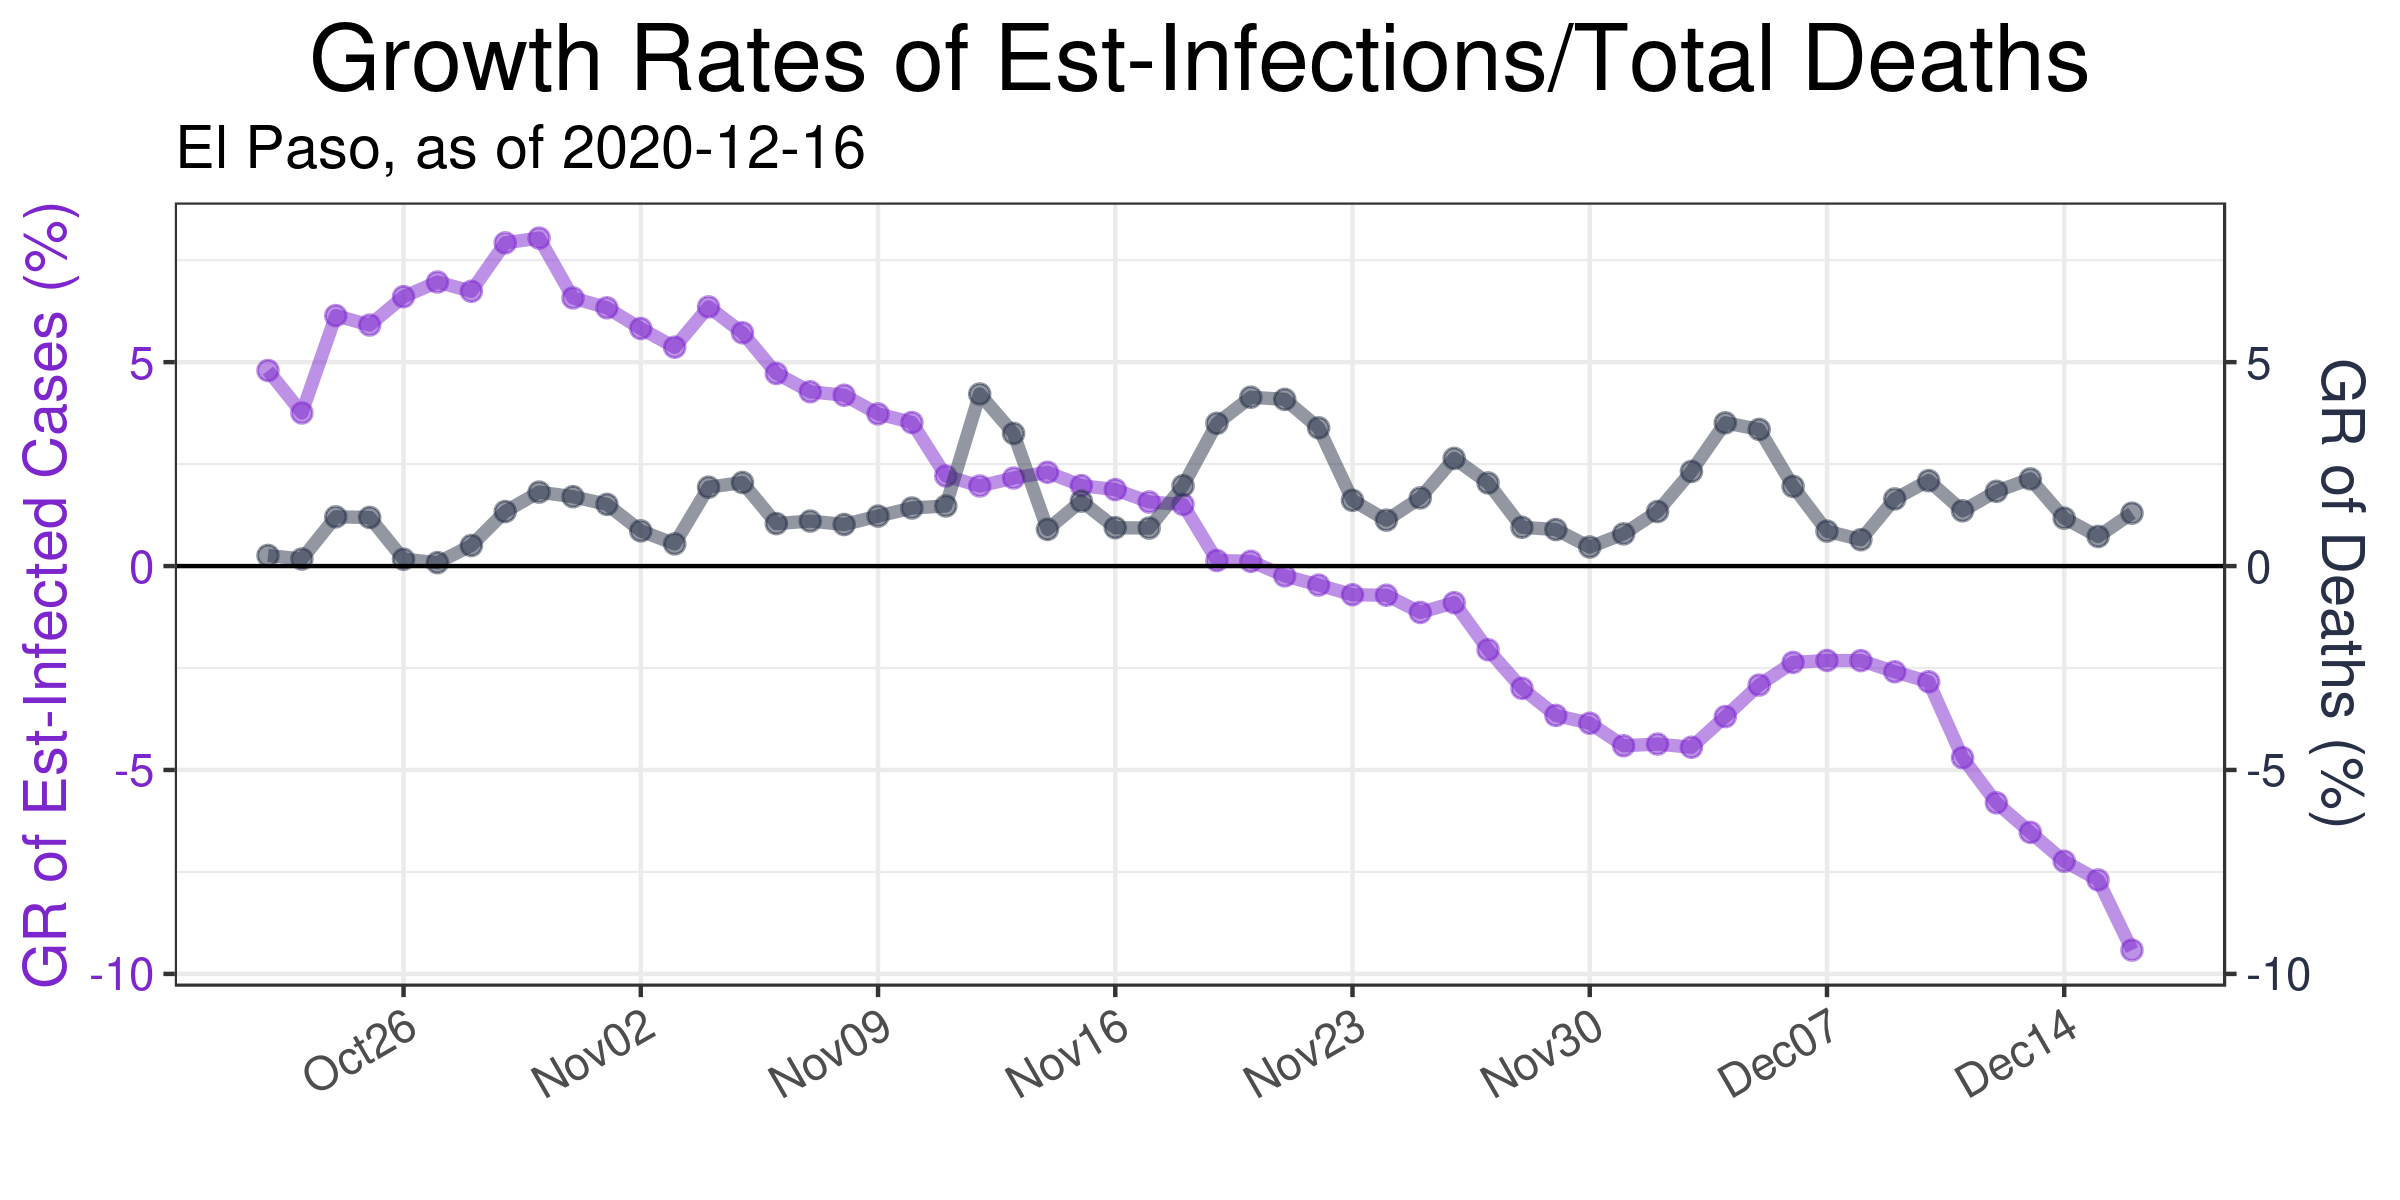 Growth Rates of Est-Infections/Total Deaths
El Paso, as of 2020-12-16
GR of Est-Infected Cases (%)
5
0
-5
-10
5
0
-5
-10
GR of Deaths (%)
Oct26
Nov02
Nov09
Nov16
Nov23
Nov30
Dec07
Dec14